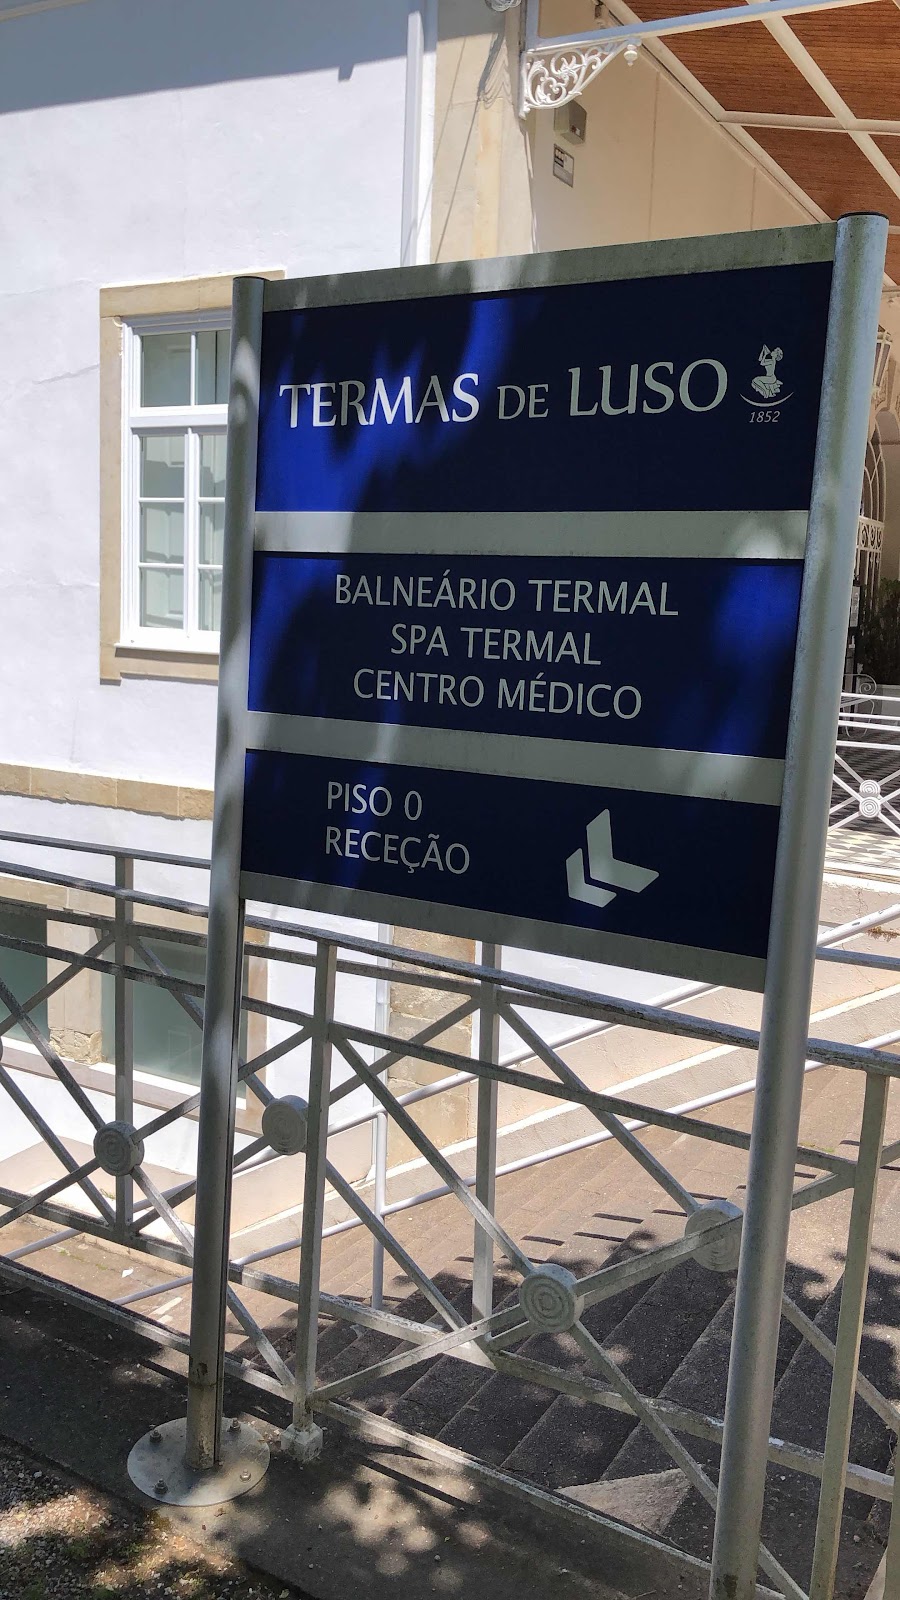 TERMAS DE LUSO
1852
BALNEÁRIO TERMAL
SPA TERMAL
CENTRO MÉDICO
PISO 0
RECEÇÃO